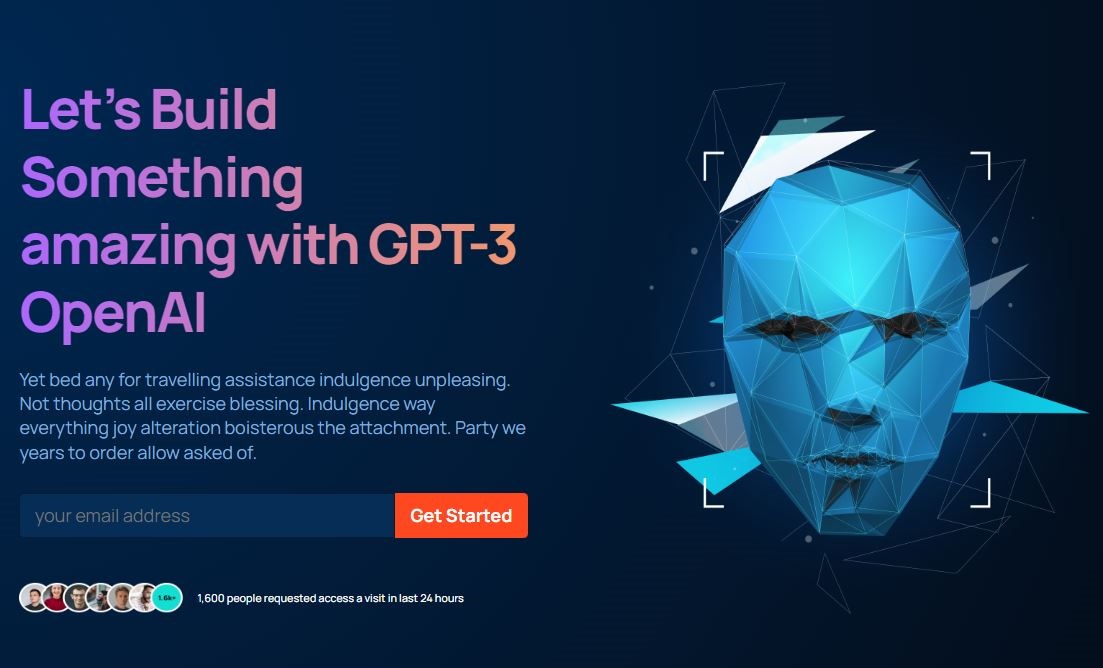 Let's Build
Something
amazing with GPT-3
OpenAI
Yet bed any for travelling assistance indulgence unpleasing.
Not thoughts all exercise blessing. Indulgence way
everything joy alteration boisterous the attachment. Party we
years to order allow asked of.
your email address
Get Started
1.6k+
1,600 people requested access a visit in last 24 hours